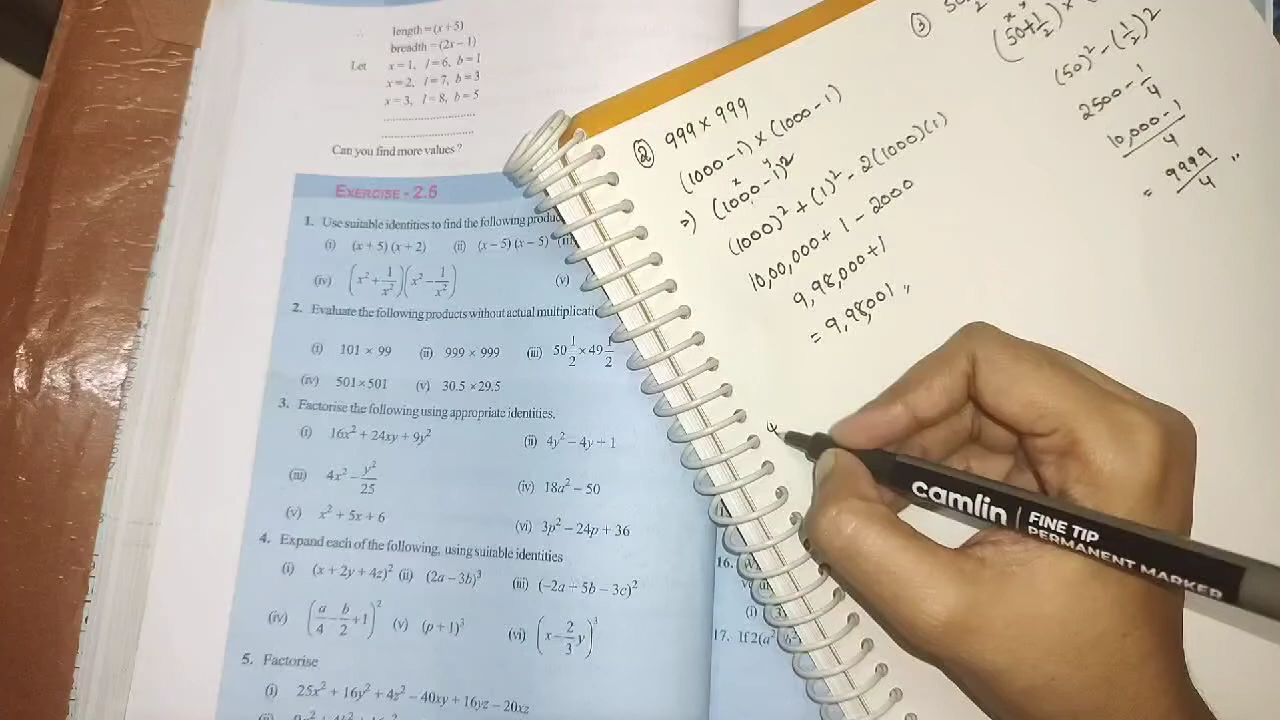 length = (x + 5)
breadth = (2x − 1)
Let x = 1, l = 6, b = 1
x = 2, l = 7, b = 3
x = 3, l = 8, b = 5
Can you find more values ?
EXERCISE - 2.6
1. Use suitable identities to find the following
(i) (x + 5) (x + 2) (ii) (x − 5) (x − 5)
(iv) (x² + 1/x²)(x² − 1/x²) (v)
2. Evaluate the following products without actual
(i) 101 × 99 (ii) 999 × 999 (iii) 50 1/2 × 49 1/2
(iv) 501 × 501 (v) 30.5 × 29.5
3. Factorise the following using appropriate identities.
(i) 16x² + 24xy + 9y² (ii) 4y² − 4y + 1
(iii) 4x² − y²/25 (iv) 18a² − 50
(v) x² + 5x + 6 (vi) 3p² − 24p + 36
4. Expand each of the following, using suitable identities
(i) (x + 2y + 4z)² (ii) (2a − 3b)³ (iii) (−2a + 5b − 3c)²
(iv) (a/4 − b/2 + 1)² (v) (p + 1)³ (vi) (x − 2/3 y)³
5. Factorise
(i) 25x² + 16y² + 4z² − 40xy + 16yz − 20xz
16.
(i)
17. If 2(a²
② 999 × 999
(1000 − 1) × (1000 − 1)
x y
⇒ (1000 − 1)²
(1000)² + (1)² − 2(1000)(1)
10,00,000 + 1 − 2000
9,98,000 + 1
= 9,98,001 〃
4
③
x y
(50 + 1/2) ×
(50)² − (1/2)²
2500 − 1/4
10,000 − 1/4
= 9999/4 〃
camlin FINE TIP
PERMANENT MARKER